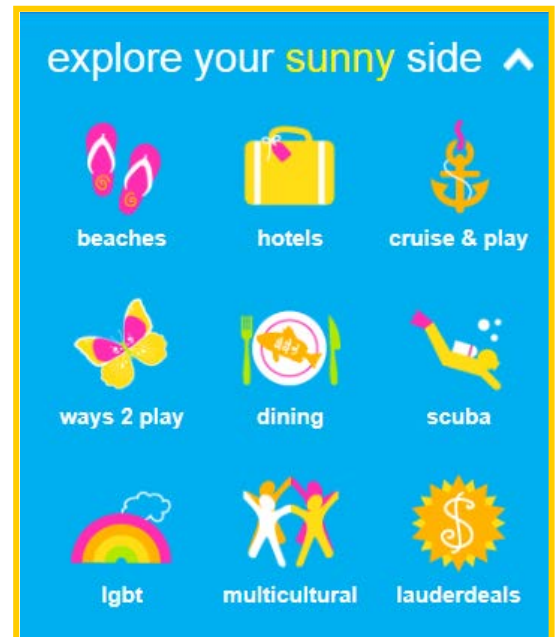 explore your sunny side
beaches hotels cruise & play
ways 2 play dining scuba
lgbt multicultural lauderdeals
$